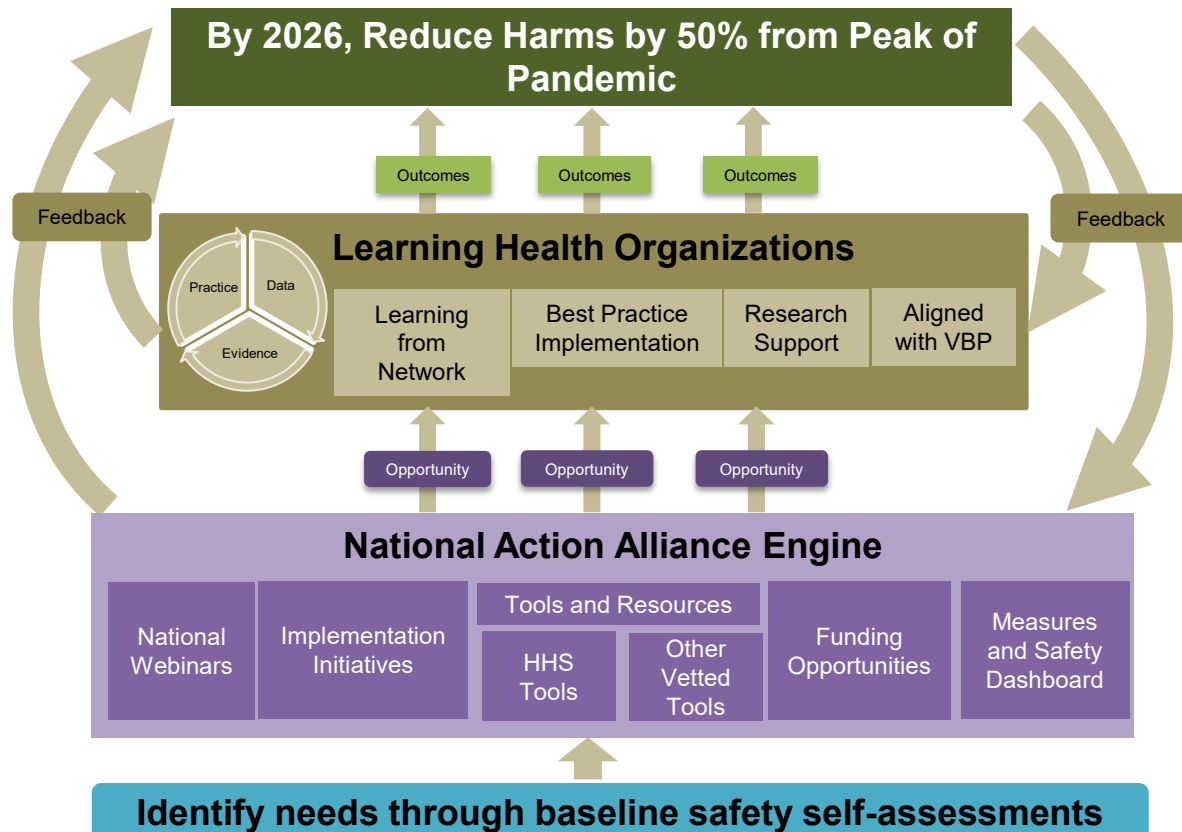 By 2026, Reduce Harms by 50% from Peak of
Pandemic
Outcomes
Outcomes
Outcomes
Feedback
Feedback
Learning Health Organizations
Practice
Data
Evidence
Learning
from
Network
Best Practice
Implementation
Research
Support
Aligned
with VBP
Opportunity
Opportunity
Opportunity
National Action Alliance Engine
National
Webinars
Implementation
Initiatives
Tools and Resources
HHS
Tools
Other
Vetted
Tools
Funding
Opportunities
Measures
and Safety
Dashboard
Identify needs through baseline safety self-assessments